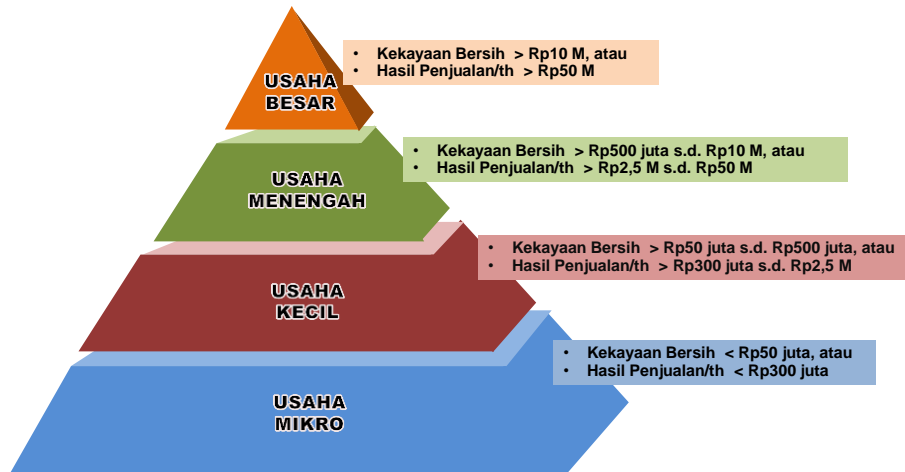 USAHA
BESAR
• Kekayaan Bersih > Rp10 M, atau
• Hasil Penjualan/th > Rp50 M
USAHA
MENENGAH
• Kekayaan Bersih > Rp500 juta s.d. Rp10 M, atau
• Hasil Penjualan/th > Rp2,5 M s.d. Rp50 M
USAHA
KECIL
• Kekayaan Bersih > Rp50 juta s.d. Rp500 juta, atau
• Hasil Penjualan/th > Rp300 juta s.d. Rp2,5 M
USAHA
MIKRO
• Kekayaan Bersih < Rp50 juta, atau
• Hasil Penjualan/th < Rp300 juta